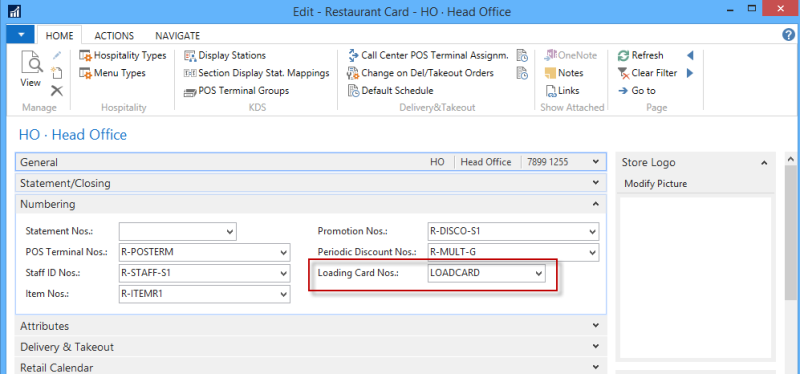 Edit - Restaurant Card - HO · Head Office
HOME ACTIONS NAVIGATE
View
Manage
Hospitality Types
Menu Types
Hospitality
Display Stations
Section Display Stat. Mappings
POS Terminal Groups
KDS
Call Center POS Terminal Assignm.
Change on Del/Takeout Orders
Default Schedule
Delivery&Takeout
OneNote
Notes
Links
Show Attached
Refresh
Clear Filter
Go to
Page
HO · Head Office
General HO Head Office 7899 1255
Statement/Closing
Numbering
Statement Nos.:
POS Terminal Nos.: R-POSTERM
Staff ID Nos.: R-STAFF-S1
Item Nos.: R-ITEMR1
Promotion Nos.: R-DISCO-S1
Periodic Discount Nos.: R-MULT-G
Loading Card Nos.: LOADCARD
Attributes
Delivery & Takeout
Retail Calendar
Store Logo
Modify Picture